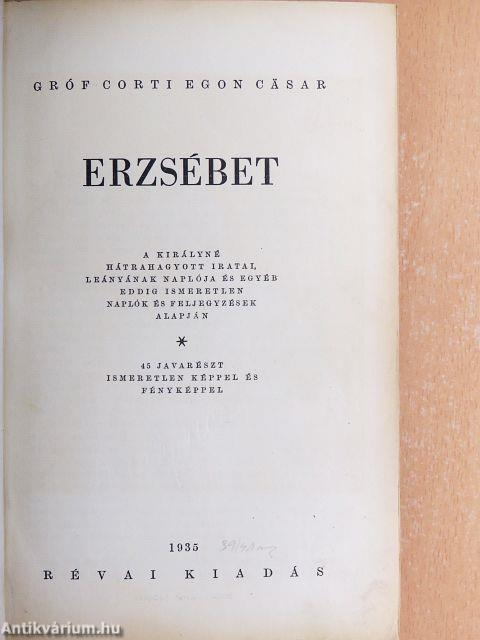 GRÓF CORTI EGON CÄSAR
ERZSÉBET
A KIRÁLYNÉ
HÁTRAHAGYOTT IRATAI,
LEÁNYÁNAK NAPLÓJA ÉS EGYÉB
EDDIG ISMERETLEN
NAPLÓK ÉS FELJEGYZÉSEK
ALAPJÁN
*
45 JAVARÉSZT
ISMERETLEN KÉPPEL ÉS
FÉNYKÉPPEL
1935
RÉVAI KIADÁS
Antikvárium.hu